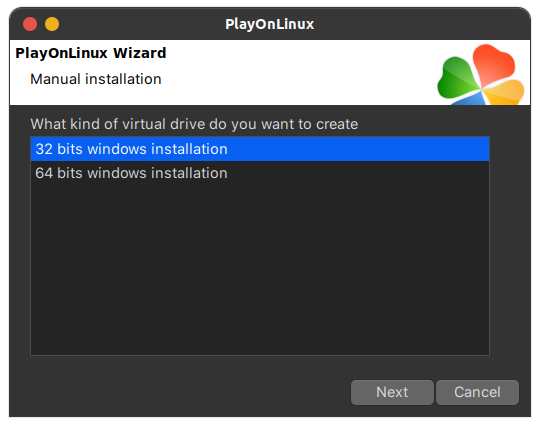 PlayOnLinux
PlayOnLinux Wizard
Manual installation
What kind of virtual drive do you want to create
32 bits windows installation
64 bits windows installation
Next
Cancel